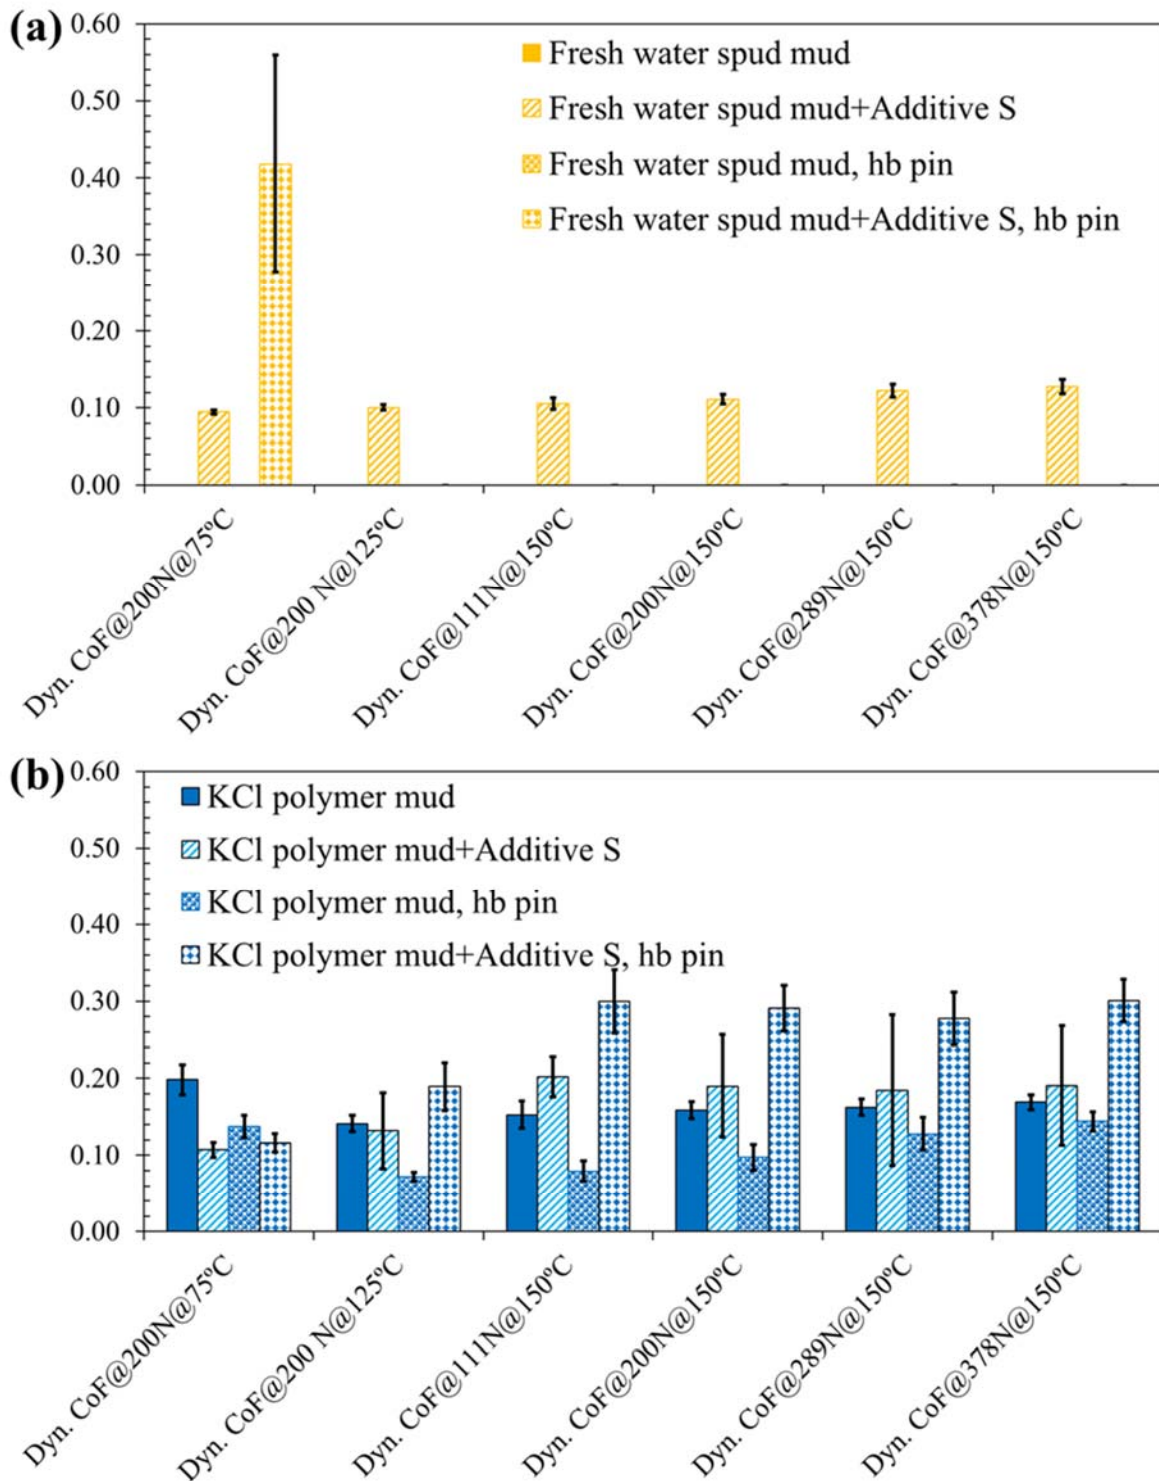 (a)
0.60
0.50
0.40
0.30
0.20
0.10
0.00
Fresh water spud mud
Fresh water spud mud+Additive S
Fresh water spud mud, hb pin
Fresh water spud mud+Additive S, hb pin
Dyn. CoF@200N@75ºC
Dyn. CoF@200 N@125ºC
Dyn. CoF@111N@150ºC
Dyn. CoF@200N@150ºC
Dyn. CoF@289N@150ºC
Dyn. CoF@378N@150ºC
(b)
0.60
0.50
0.40
0.30
0.20
0.10
0.00
KCl polymer mud
KCl polymer mud+Additive S
KCl polymer mud, hb pin
KCl polymer mud+Additive S, hb pin
Dyn. CoF@200N@75ºC
Dyn. CoF@200 N@125ºC
Dyn. CoF@111N@150ºC
Dyn. CoF@200N@150ºC
Dyn. CoF@289N@150ºC
Dyn. CoF@378N@150ºC